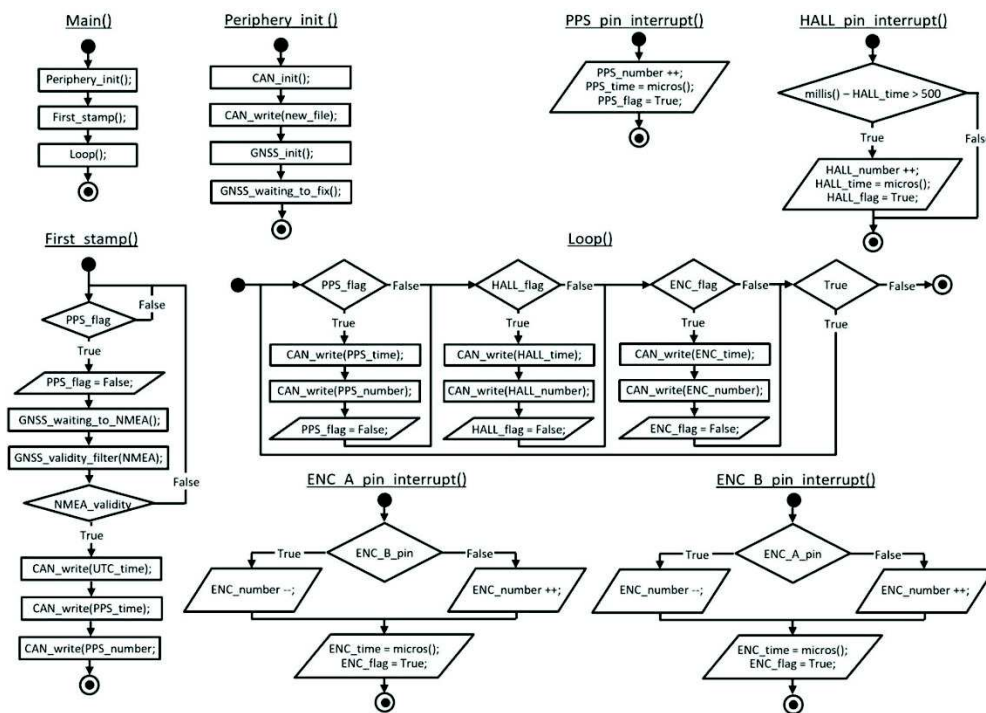 Main()
Periphery_init();
First_stamp();
Loop();
Periphery_init()
CAN_init();
CAN_write(new_file);
GNSS_init();
GNSS_waiting_to_fix();
PPS_pin_interrupt()
PPS_number ++;
PPS_time = micros();
PPS_flag = True;
HALL_pin_interrupt()
millis() – HALL_time > 500
True
False
HALL_number ++;
HALL_time = micros();
HALL_flag = True;
First_stamp()
PPS_flag
False
True
PPS_flag = False;
GNSS_waiting_to_NMEA();
GNSS_validity_filter(NMEA);
False
NMEA_validity
True
CAN_write(UTC_time);
CAN_write(PPS_time);
CAN_write(PPS_number;
Loop()
PPS_flag
False
HALL_flag
False
ENC_flag
False
True
False
True
True
True
True
CAN_write(PPS_time);
CAN_write(HALL_time);
CAN_write(ENC_time);
CAN_write(PPS_number);
CAN_write(HALL_number);
CAN_write(ENC_number);
PPS_flag = False;
HALL_flag = False;
ENC_flag = False;
ENC_A_pin_interrupt()
ENC_B_pin
True
False
ENC_number --;
ENC_number ++;
ENC_time = micros();
ENC_flag = True;
ENC_B_pin_interrupt()
ENC_A_pin
True
False
ENC_number --;
ENC_number ++;
ENC_time = micros();
ENC_flag = True;